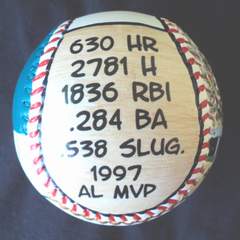 630 HR
2781 H
1836 RBI
.284 BA
.538 SLUG.
1997
AL MVP